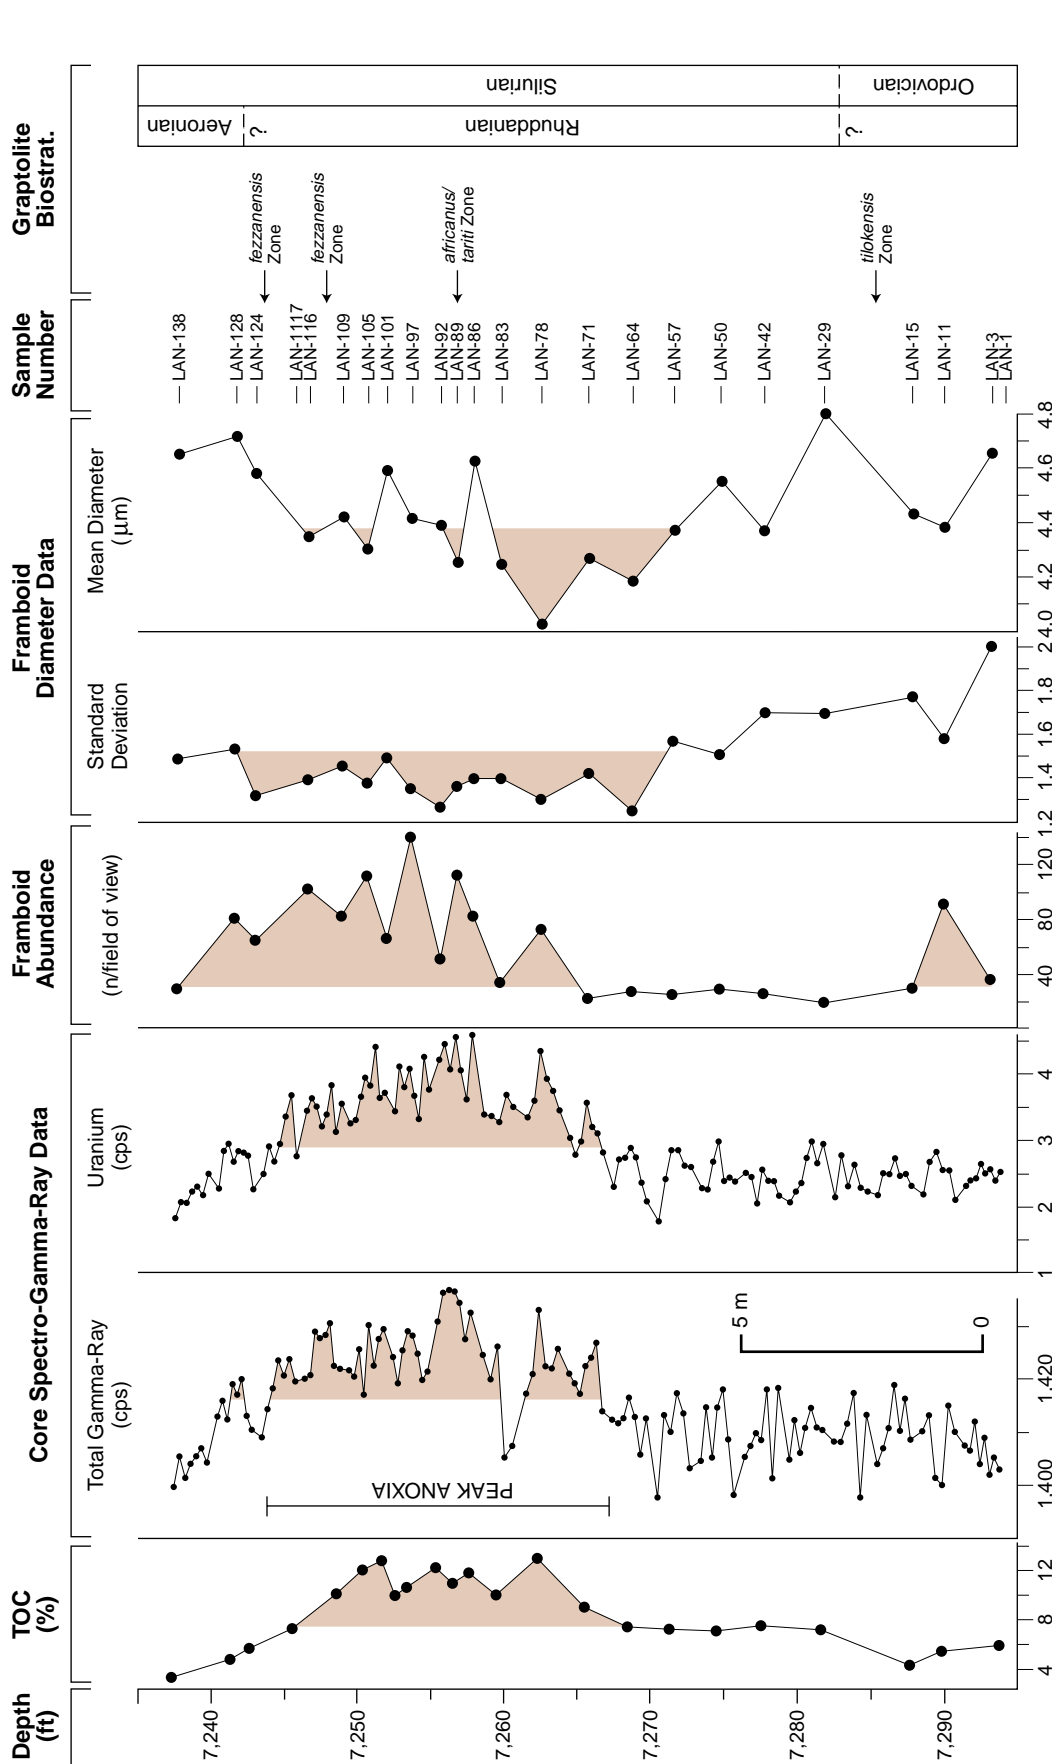 Depth
(ft)
TOC
(%)
Core Spectro-Gamma-Ray Data
Total Gamma-Ray
(cps)
Uranium
(cps)
Framboid
Abundance
(n/field of view)
Framboid
Diameter Data
Standard
Deviation
Mean Diameter
(μm)
Sample
Number
Graptolite
Biostrat.
7,240
7,250
7,260
7,270
7,280
7,290
4
8
12
PEAK ANOXIA
5 m
0
1.400
1.420
1
2
3
4
40
80
120
1.2
1.4
1.6
1.8
2
4.0
4.2
4.4
4.6
4.8
LAN-138
LAN-128
LAN-124
LAN-1117
LAN-116
LAN-109
LAN-105
LAN-101
LAN-97
LAN-92
LAN-89
LAN-86
LAN-83
LAN-78
LAN-71
LAN-64
LAN-57
LAN-50
LAN-42
LAN-29
LAN-15
LAN-11
LAN-3
LAN-1
fezzanensis
Zone
fezzanensis
Zone
africanus/
tariti Zone
tilokensis
Zone
Aeronian
?
Rhuddanian
?
Silurian
Ordovician